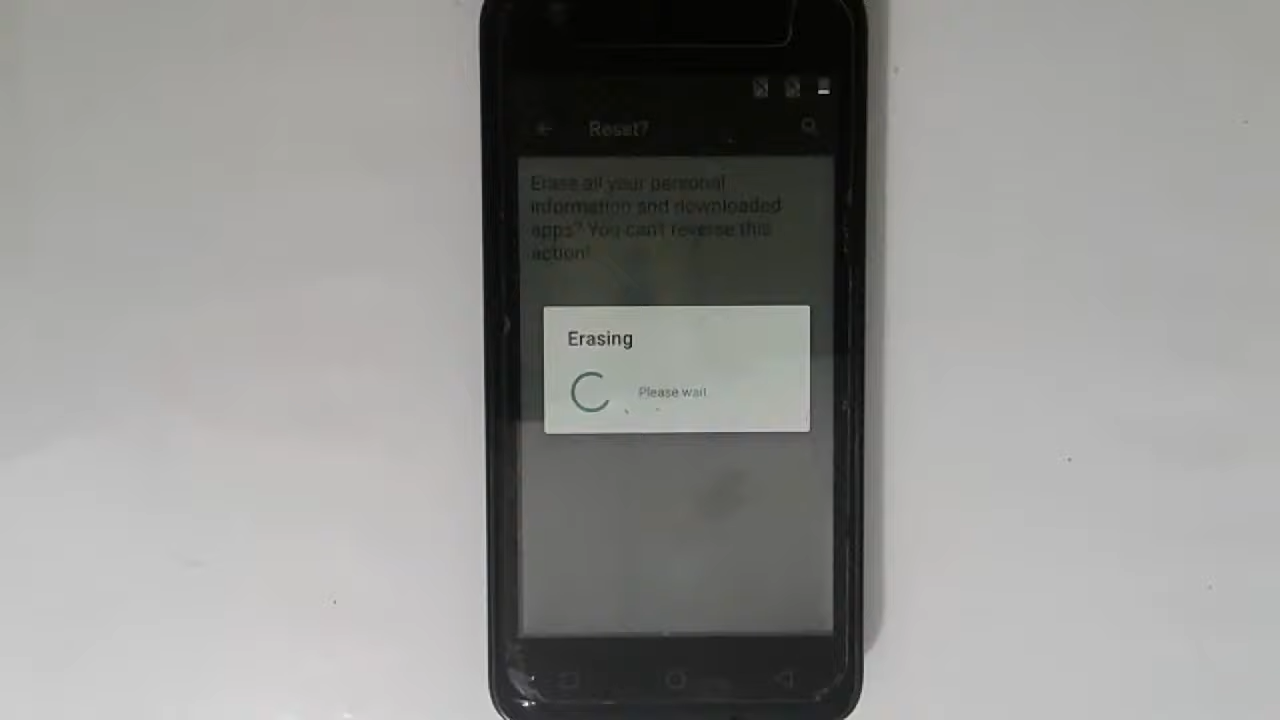 Reset?
Erase all your personal
information and downloaded
apps? You can't reverse this
action!
Erasing
Please wait